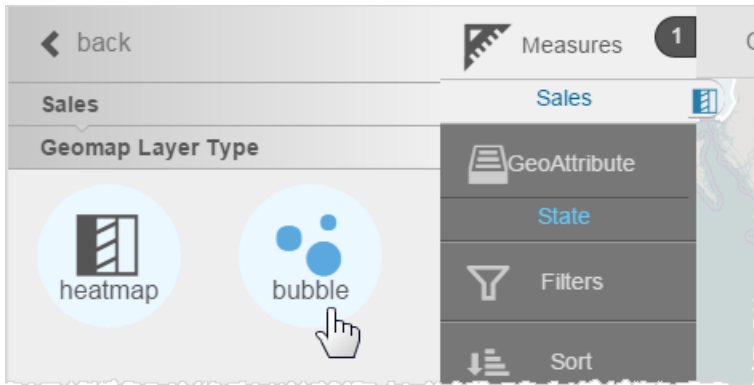 back
Sales
Geomap Layer Type
heatmap
bubble
Measures
1
Sales
GeoAttribute
State
Filters
Sort